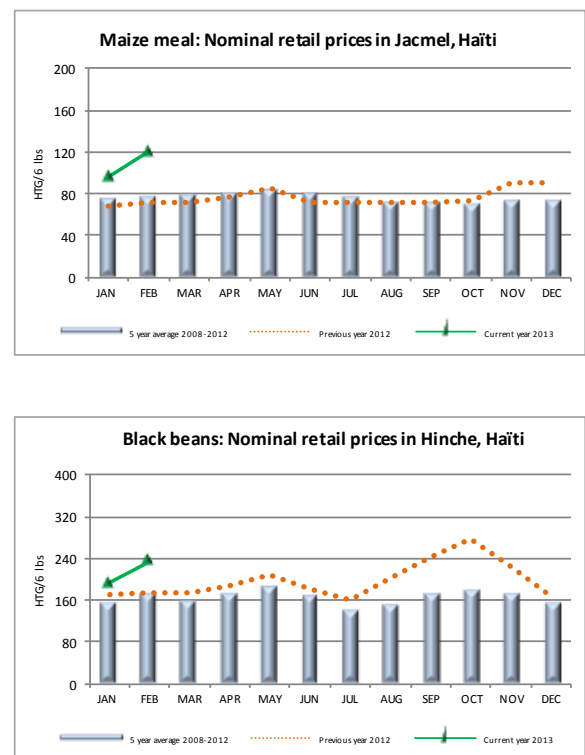 Maize meal: Nominal retail prices in Jacmel, Haïti
HTG/6 lbs
200
160
120
80
40
0
JAN FEB MAR APR MAY JUN JUL AUG SEP OCT NOV DEC
5 year average 2008-2012 Previous year 2012 Current year 2013
Black beans: Nominal retail prices in Hinche, Haïti
HTG/6 lbs
400
320
240
160
80
0
JAN FEB MAR APR MAY JUN JUL AUG SEP OCT NOV DEC
5 year average 2008-2012 Previous year 2012 Current year 2013